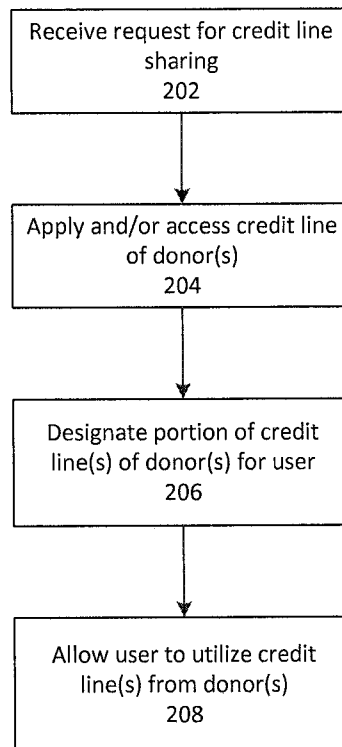 Receive request for credit line
sharing
202
Apply and/or access credit line
of donor(s)
204
Designate portion of credit
line(s) of donor(s) for user
206
Allow user to utilize credit
line(s) from donor(s)
208